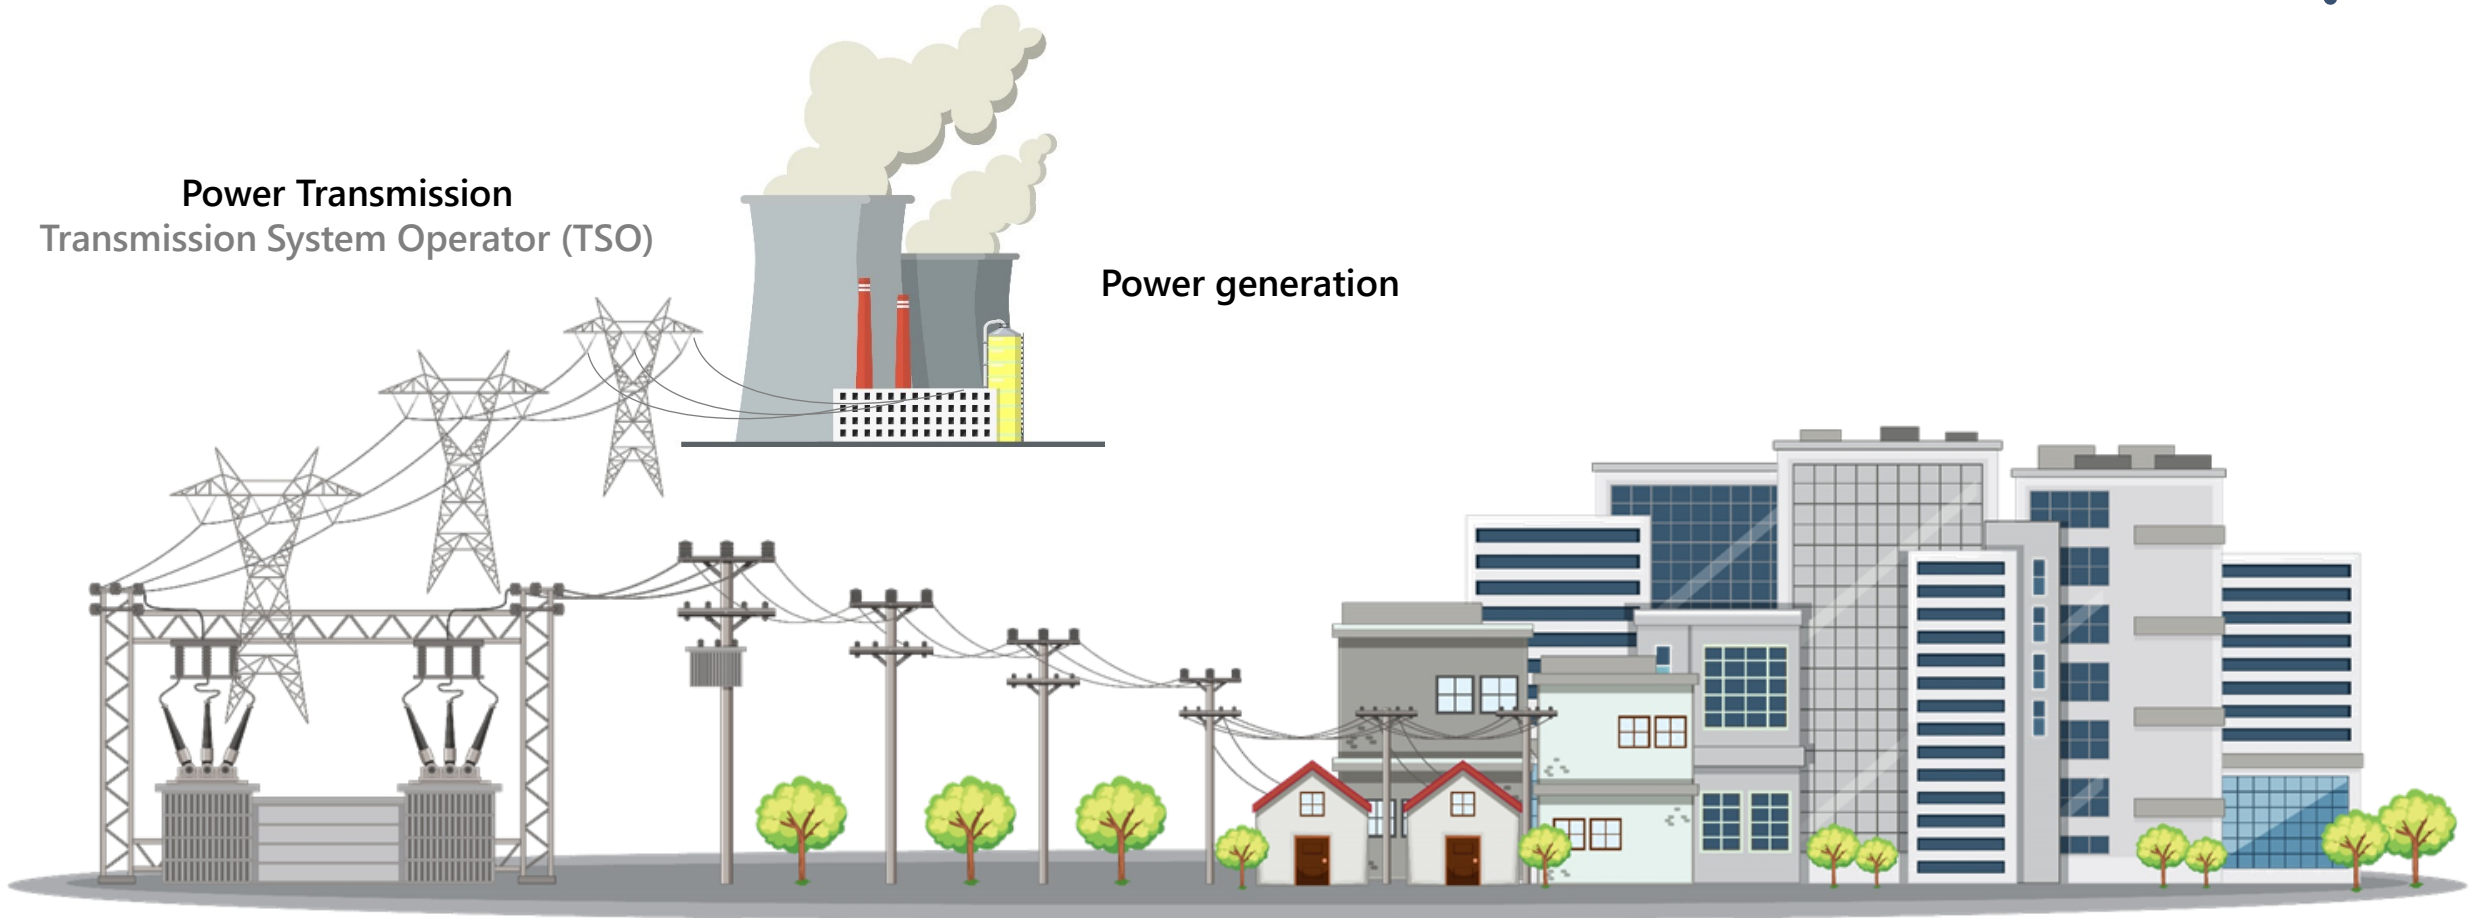 Power Transmission
Transmission System Operator (TSO)
Power generation